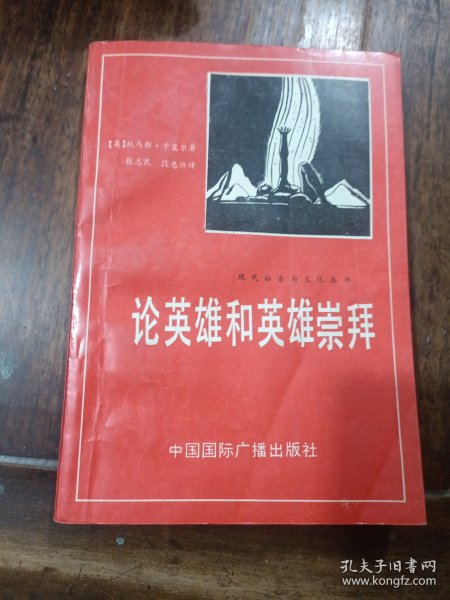 【英】托马斯·卡莱尔著
张志民 段忠桥译
现代社会与文化丛书
论英雄和英雄崇拜
中国国际广播出版社
孔夫子旧书网
www.kongfz.com